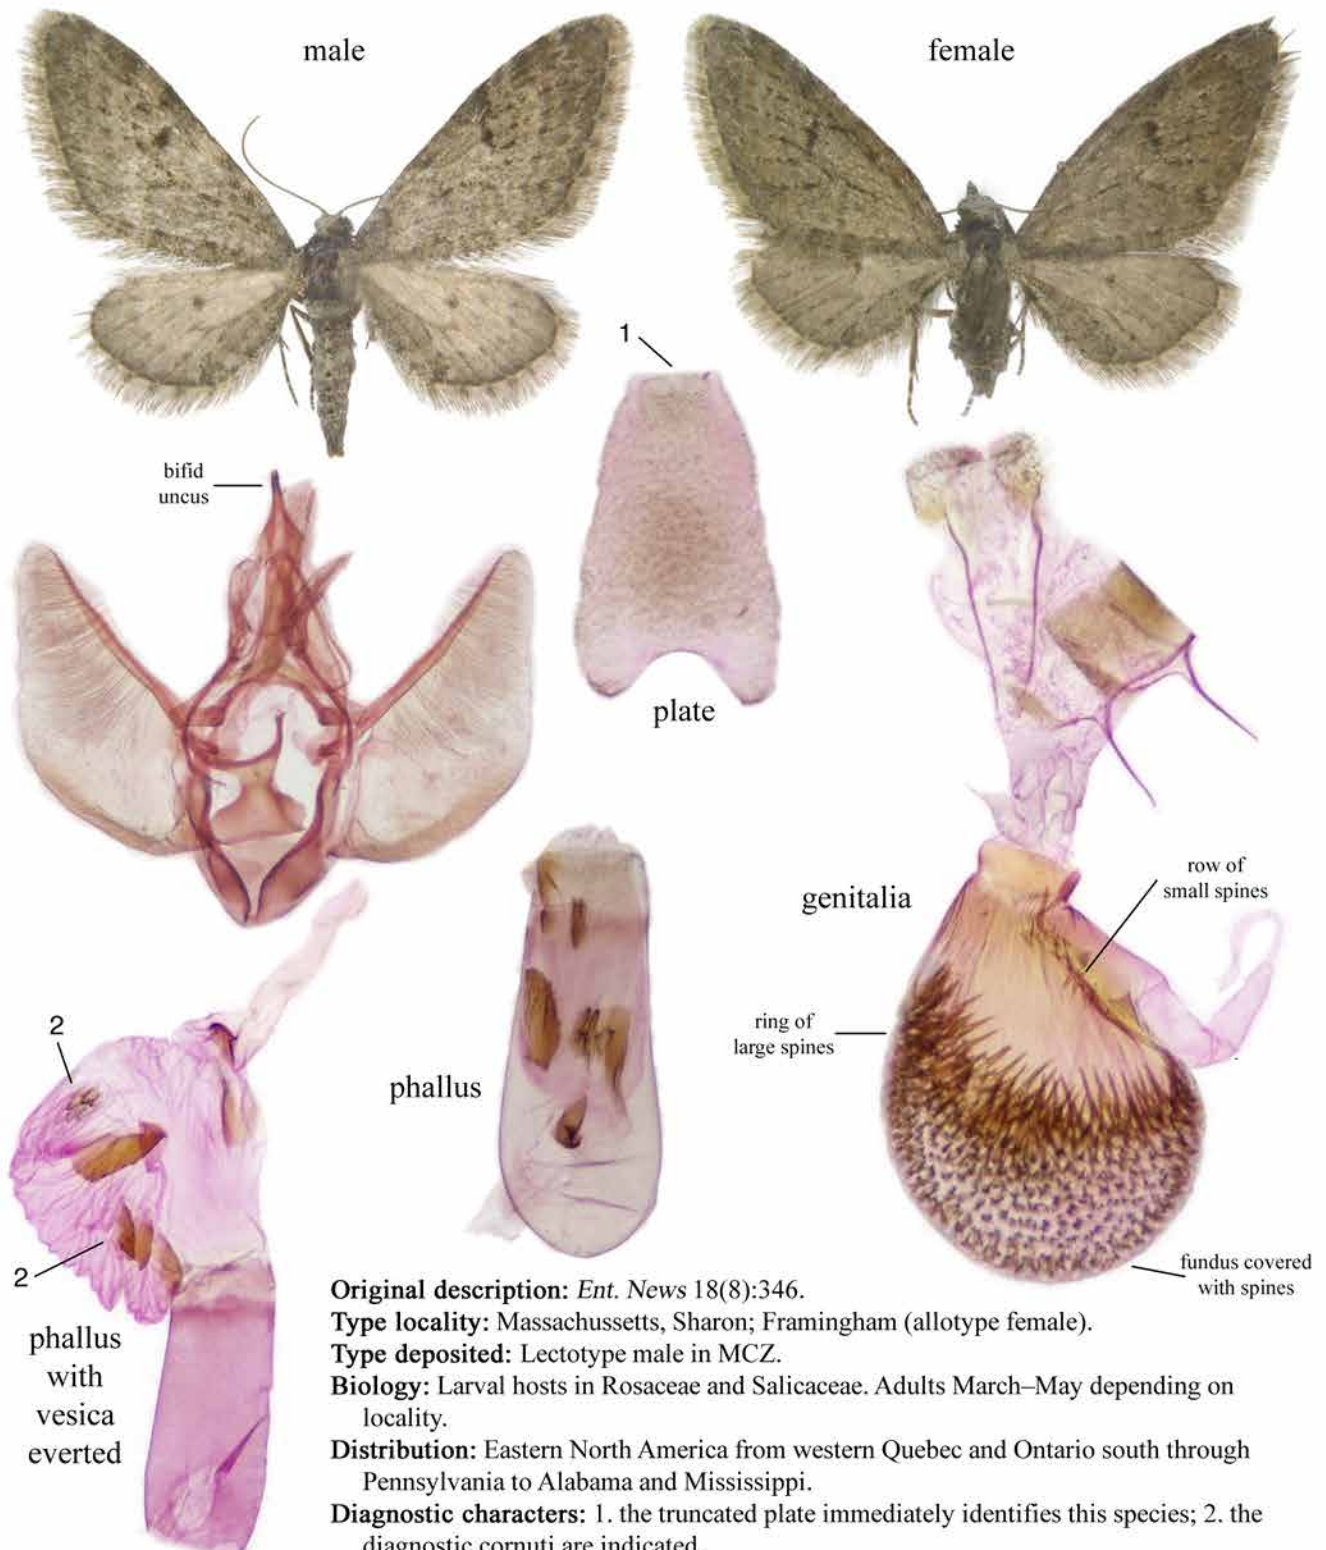 male
female
1
bifid
uncus
plate
row of
small spines
genitalia
ring of
large spines
2
phallus
2
fundus covered
with spines
phallus
with
vesica
everted
Original description: Ent. News 18(8):346.
Type locality: Massachussetts, Sharon; Framingham (allotype female).
Type deposited: Lectotype male in MCZ.
Biology: Larval hosts in Rosaceae and Salicaceae. Adults March–May depending on
locality.
Distribution: Eastern North America from western Quebec and Ontario south through
Pennsylvania to Alabama and Mississippi.
Diagnostic characters: 1. the truncated plate immediately identifies this species; 2. the
diagnostic cornuti are indicated.